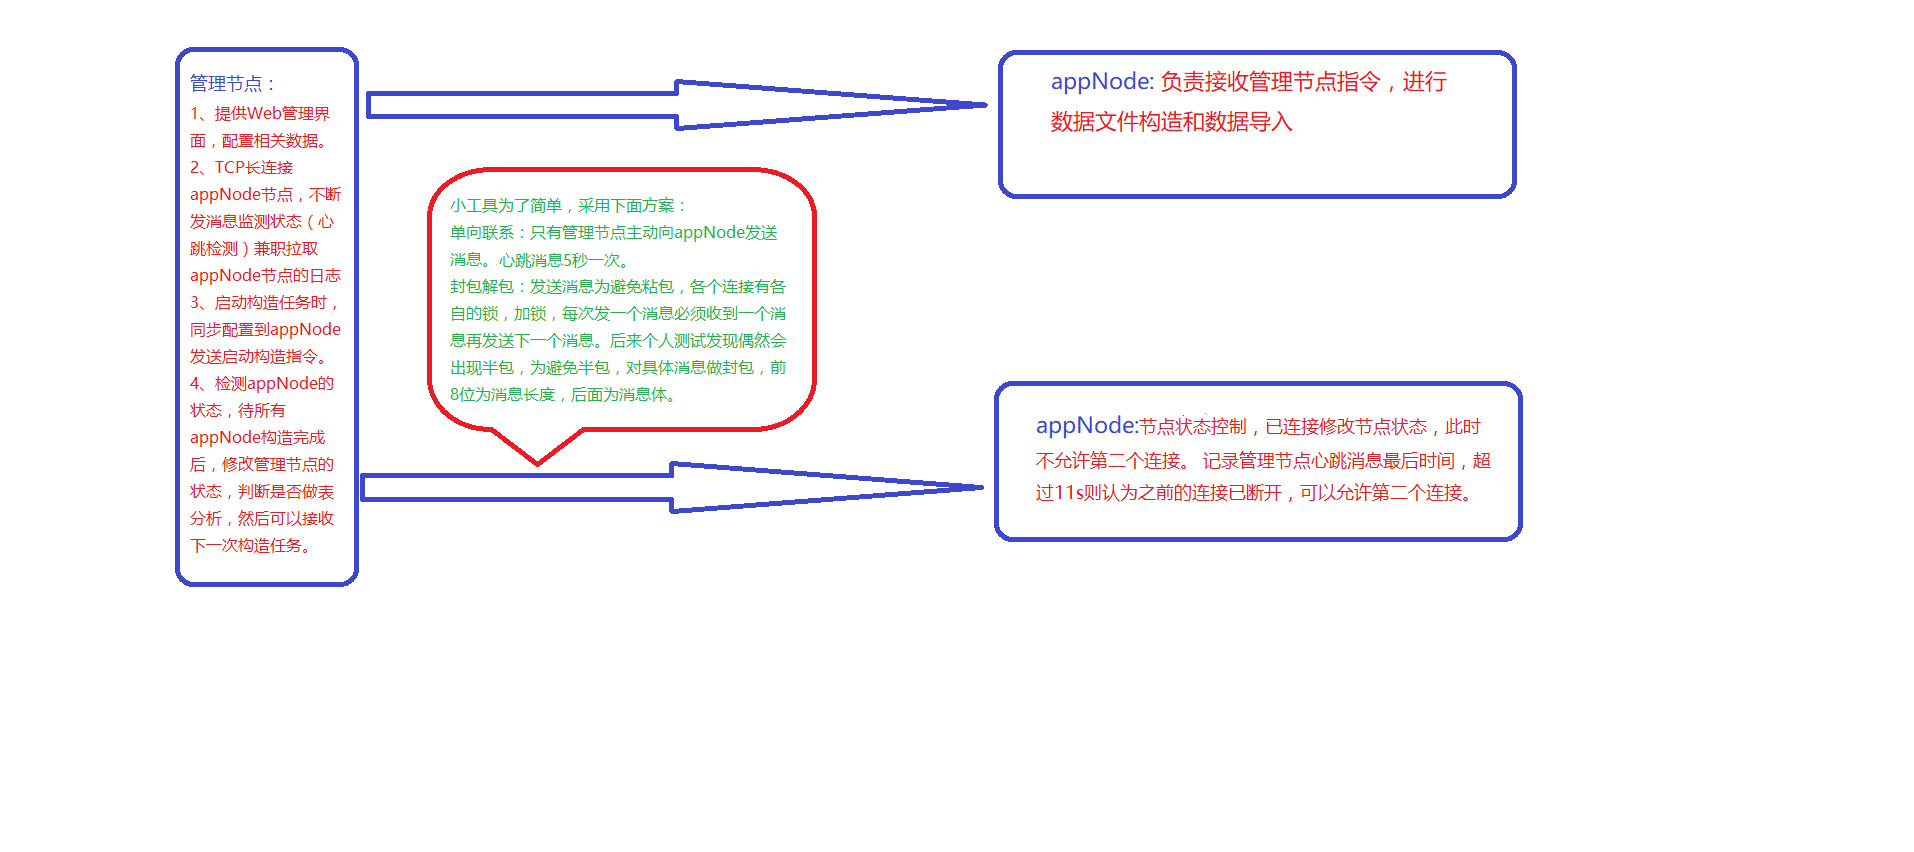 管理节点：
1、提供Web管理界
面，配置相关数据。
2、TCP长连接
appNode节点，不断
发消息监测状态（心
跳检测）兼职拉取
appNode节点的日志
3、启动构造任务时，
同步配置到appNode
发送启动构造指令。
4、检测appNode的
状态，待所有
appNode构造完成
后，修改管理节点的
状态，判断是否做表
分析，然后可以接收
下一次构造任务。
小工具为了简单，采用下面方案：
单向联系：只有管理节点主动向appNode发送
消息。心跳消息5秒一次。
封包解包：发送消息为避免粘包，各个连接有各
自的锁，加锁，每次发一个消息必须收到一个消
息再发送下一个消息。后来个人测试发现偶然会
出现半包，为避免半包，对具体消息做封包，前
8位为消息长度，后面为消息体。
appNode: 负责接收管理节点指令，进行
数据文件构造和数据导入
appNode:节点状态控制，已连接修改节点状态，此时
不允许第二个连接。 记录管理节点心跳消息最后时间，超
过11s则认为之前的连接已断开，可以允许第二个连接。